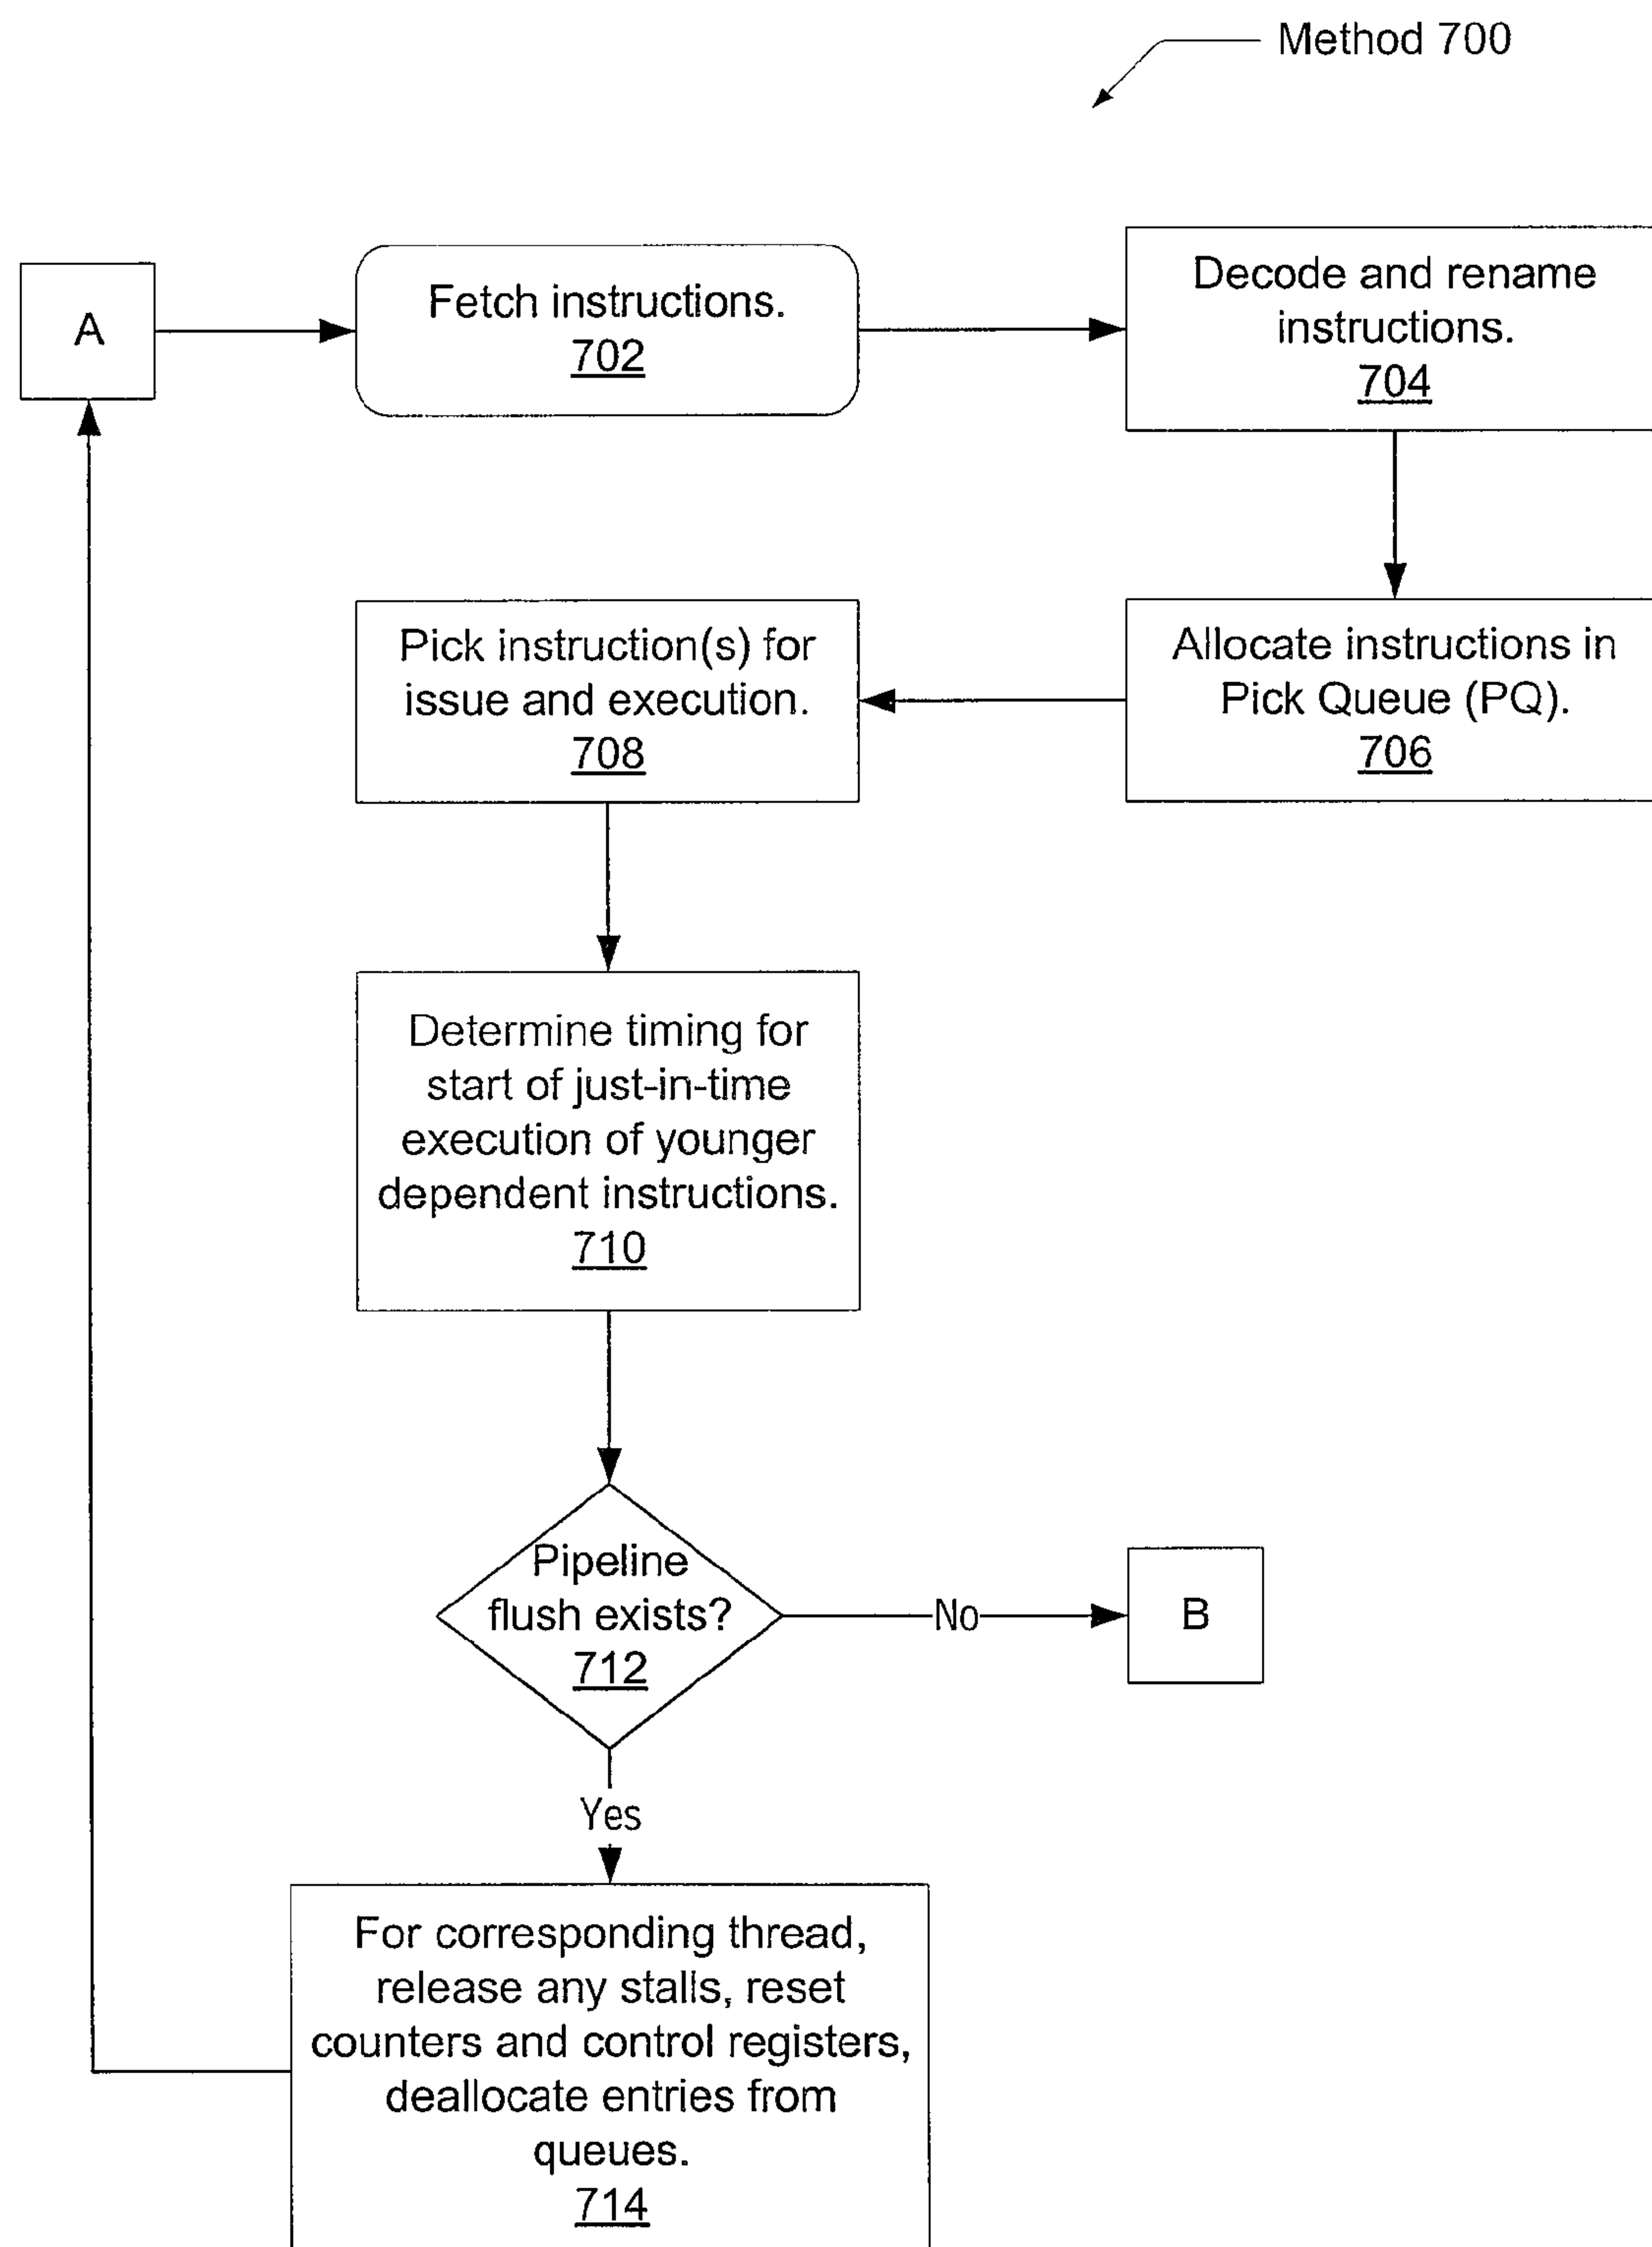 Method 700
A
Fetch instructions.
702
Decode and rename
instructions.
704
Pick instruction(s) for
issue and execution.
708
Allocate instructions in
Pick Queue (PQ).
706
Determine timing for
start of just-in-time
execution of younger
dependent instructions.
710
Pipeline
flush exists?
712
No
B
Yes
For corresponding thread,
release any stalls, reset
counters and control registers,
deallocate entries from
queues.
714